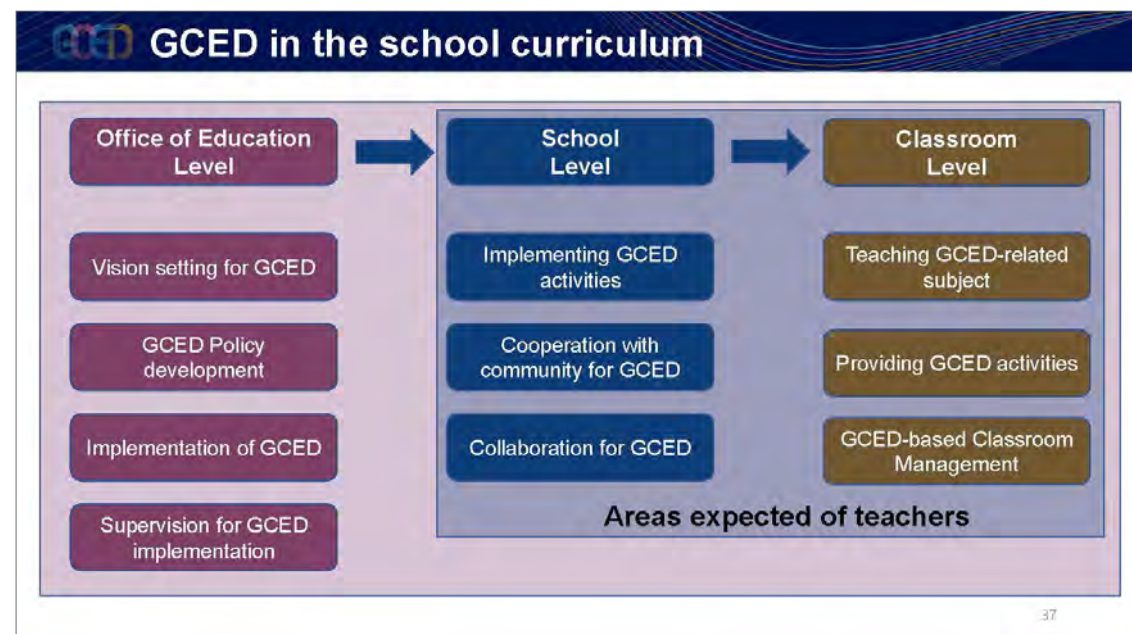 GCED GCED in the school curriculum
Office of Education
Level
Vision setting for GCED
GCED Policy
development
Implementation of GCED
Supervision for GCED
implementation
School
Level
Implementing GCED
activities
Cooperation with
community for GCED
Collaboration for GCED
Classroom
Level
Teaching GCED-related
subject
Providing GCED activities
GCED-based Classroom
Management
Areas expected of teachers
37